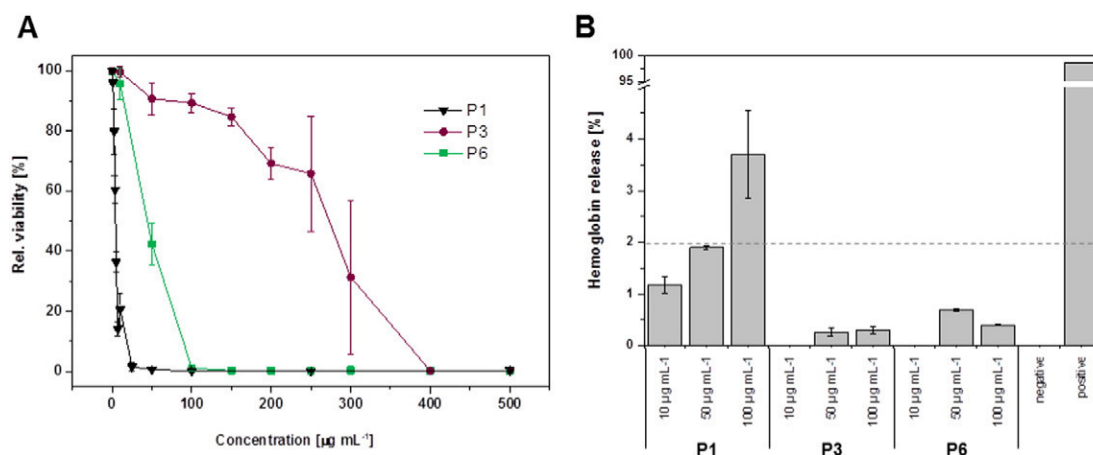 A
100
80
60
40
20
0
Rel. viability [%]
P1
P3
P6
0 100 200 300 400 500
Concentration [µg mL⁻¹]
B
100
95
4
2
1
0
Hemoglobin release [%]
10 µg mL-1
50 µg mL-1
100 µg mL-1
10 µg mL-1
50 µg mL-1
100 µg mL-1
10 µg mL-1
50 µg mL-1
100 µg mL-1
negative
positive
P1 P3 P6